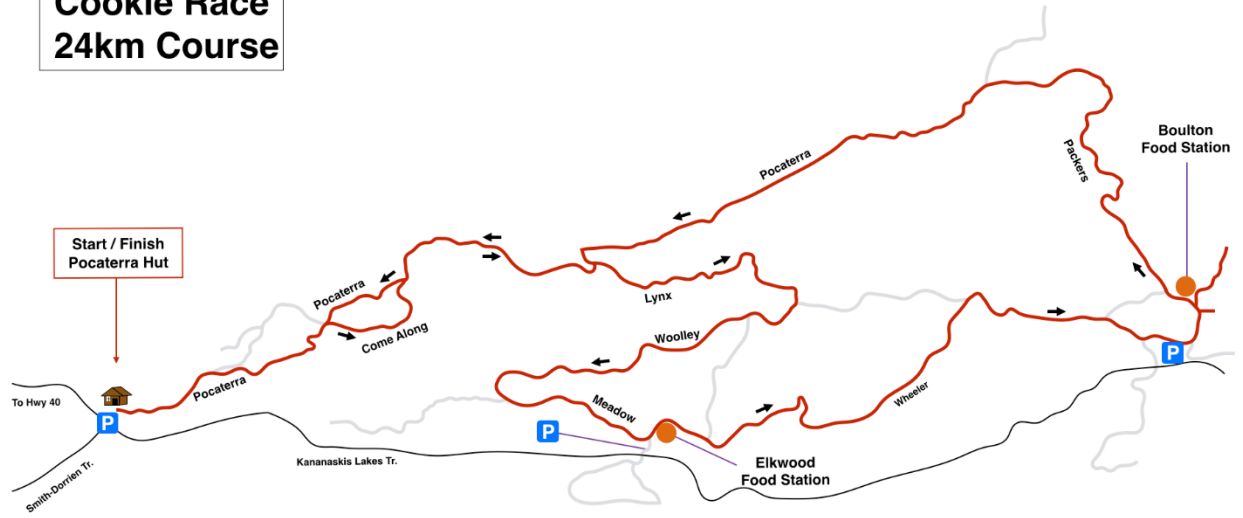 Cookie Race
24km Course
Boulton
Food Station
Pocaterra
Packers
Start / Finish
Pocaterra Hut
Pocaterra
Lynx
Come Along
Woolley
Pocaterra
Wheeler
To Hwy 40
P
Meadow
P
P
Kananaskis Lakes Tr.
Elkwood
Food Station
Smith-Dorrien Tr.